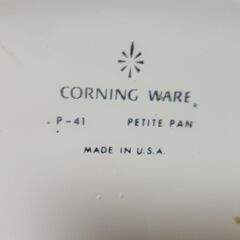 CORNING WARE®
P-41 PETITE PAN
MADE IN U.S.A.